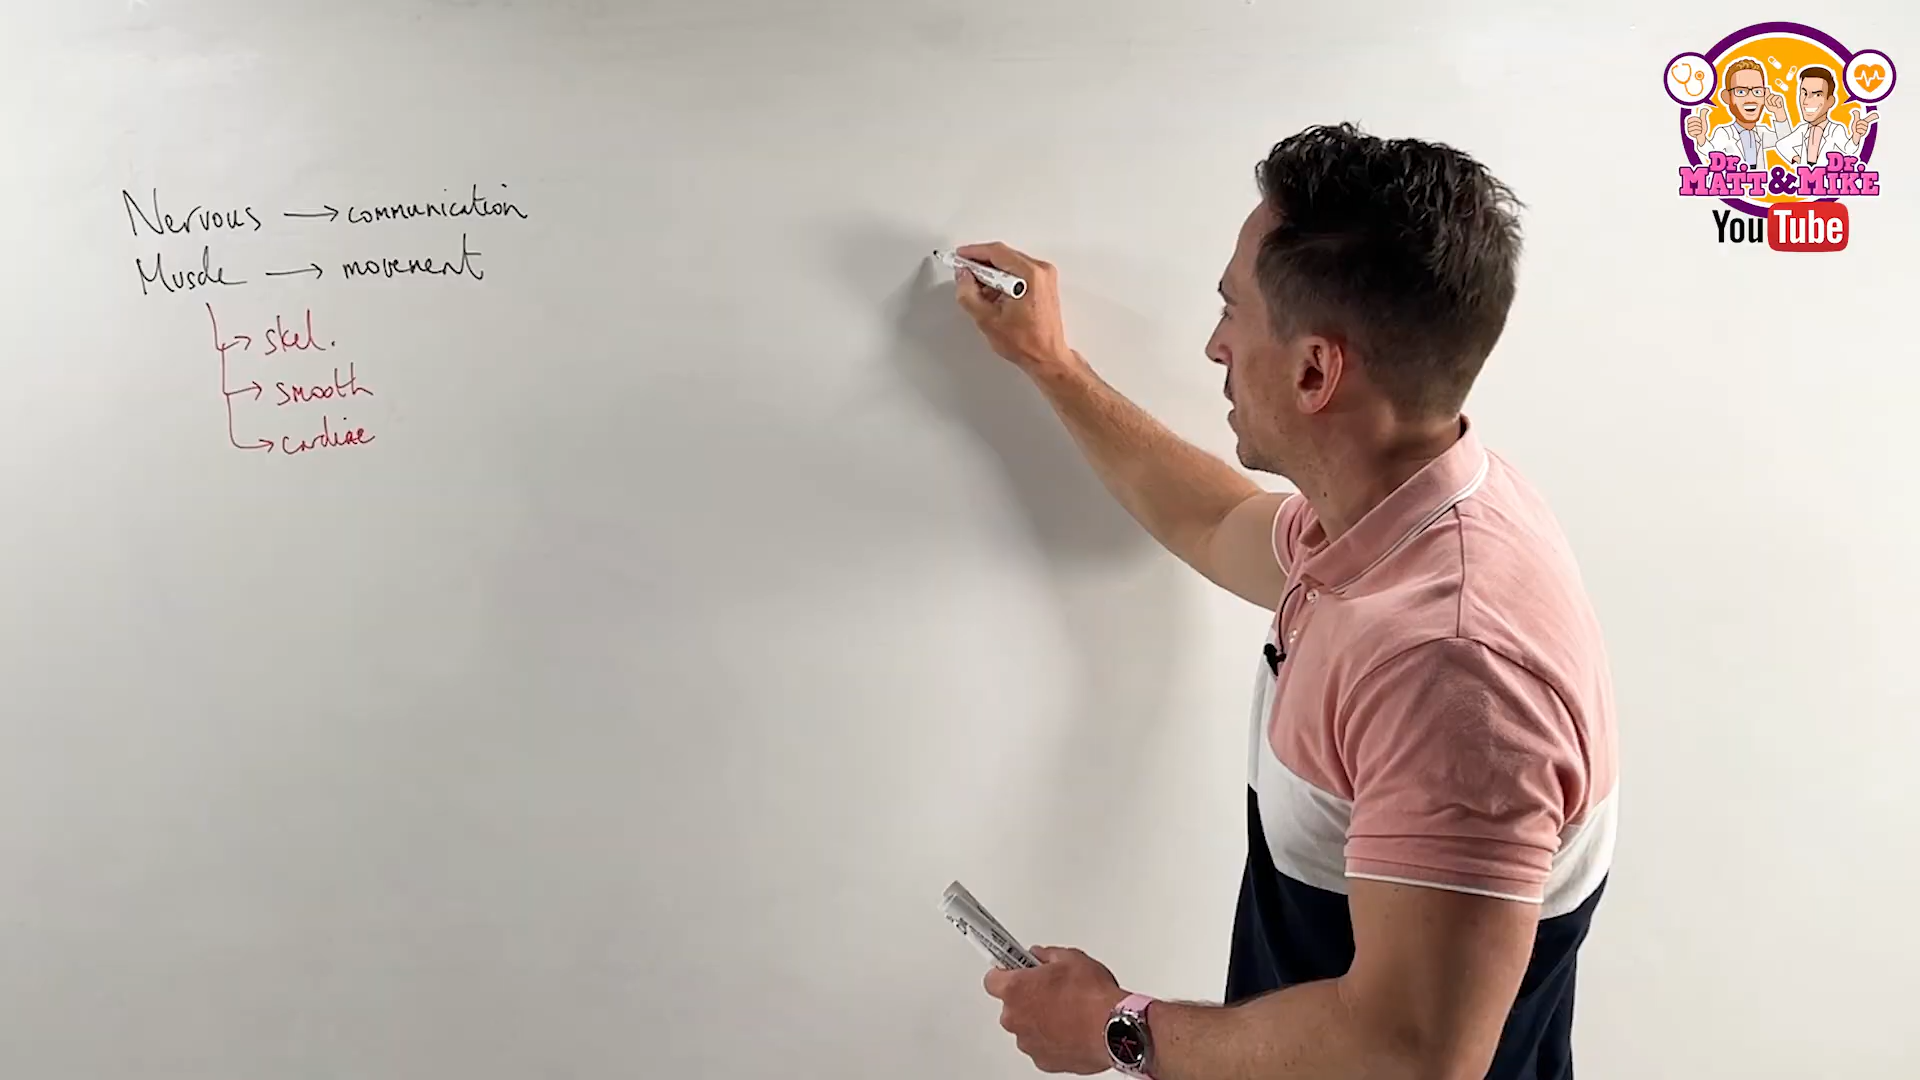 Nervous → communication
Muscle → movement
→ skel.
→ smooth
→ cardiac
Dr. Dr.
MATT & MIKE
YouTube